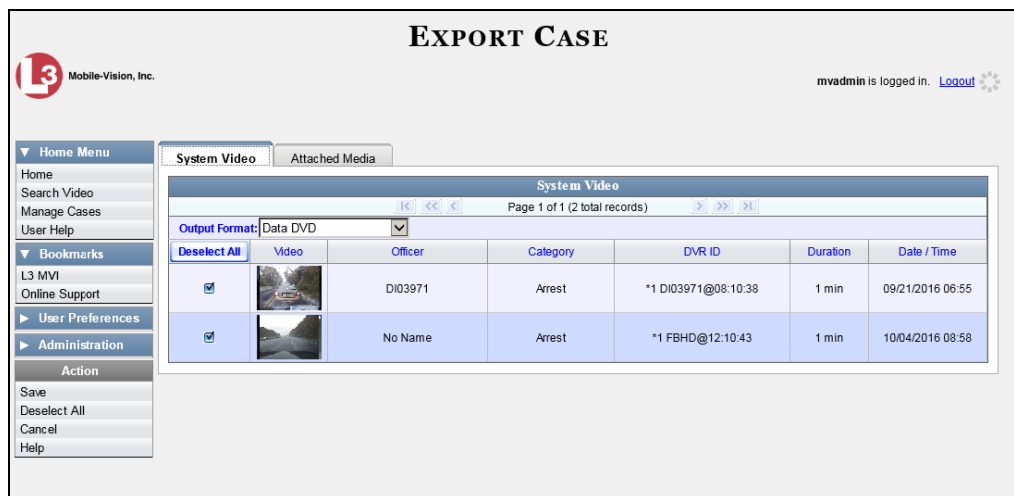 EXPORT CASE
L3 Mobile-Vision, Inc.
mvadmin is logged in. Logout
▼ Home Menu
Home
Search Video
Manage Cases
User Help
▼ Bookmarks
L3 MVI
Online Support
▶ User Preferences
▶ Administration
Action
Save
Deselect All
Cancel
Help
System Video Attached Media
System Video
Page 1 of 1 (2 total records)
Output Format: Data DVD
Deselect All Video Officer Category DVR ID Duration Date / Time
DI03971 Arrest *1 DI03971@08:10:38 1 min 09/21/2016 06:55
No Name Arrest *1 FBHD@12:10:43 1 min 10/04/2016 08:58